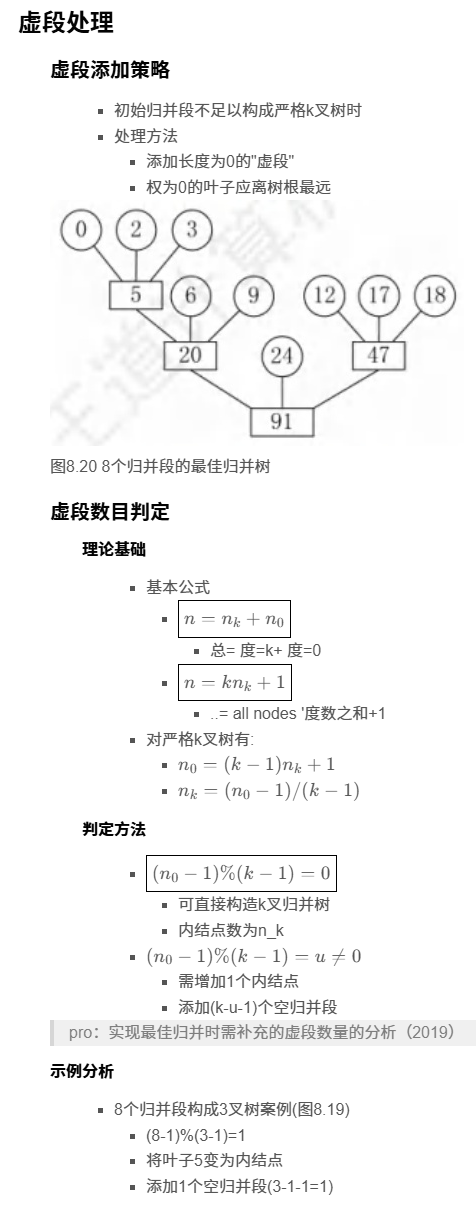 虚段处理
虚段添加策略
初始归并段不足以构成严格k叉树时
处理方法
添加长度为0的"虚段"
权为0的叶子应离树根最远
0 2 3
5 6 9 12 17 18
20 24 47
91
图8.20 8个归并段的最佳归并树
虚段数目判定
理论基础
基本公式
n = nₖ + n₀
总= 度=k+ 度=0
n = knₖ + 1
..= all nodes '度数之和+1
对严格k叉树有:
n₀ = (k − 1)nₖ + 1
nₖ = (n₀ − 1)/(k − 1)
判定方法
(n₀ − 1)%(k − 1) = 0
可直接构造k叉归并树
内结点数为n_k
(n₀ − 1)%(k − 1) = u ≠ 0
需增加1个内结点
添加(k-u-1)个空归并段
pro：实现最佳归并时需补充的虚段数量的分析（2019）
示例分析
8个归并段构成3叉树案例(图8.19)
(8-1)%(3-1)=1
将叶子5变为内结点
添加1个空归并段(3-1-1=1)